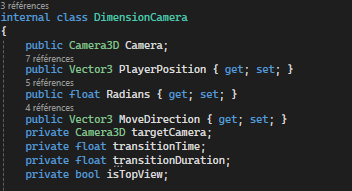 3 références
internal class DimensionCamera
{
public Camera3D Camera;
7 références
public Vector3 PlayerPosition { get; set; }
5 références
public float Radians { get; set; }
4 références
public Vector3 MoveDirection { get; set; }
private Camera3D targetCamera;
private float transitionTime;
private float transitionDuration;
private bool isTopView;